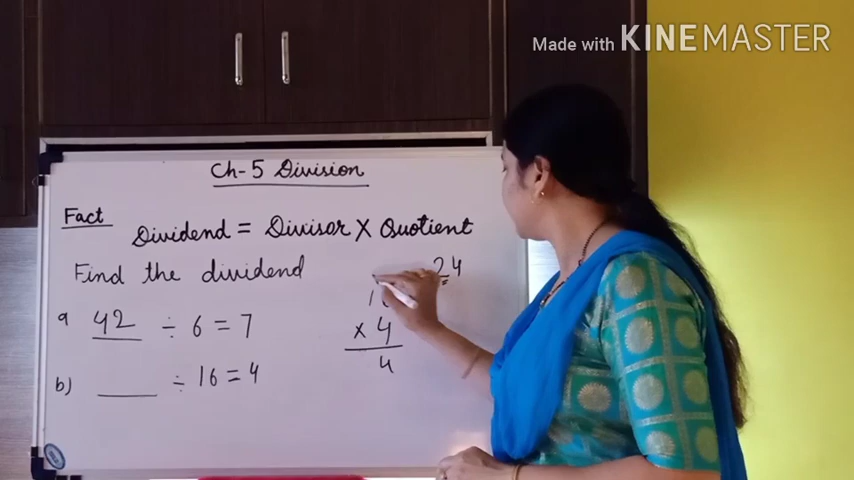 Made with KINEMASTER
Ch-5 Division
Fact
Dividend = Divisor X Quotient
Find the dividend
24
a 42 ÷ 6 = 7
1
x 4
4
b) ____ ÷ 16 = 4